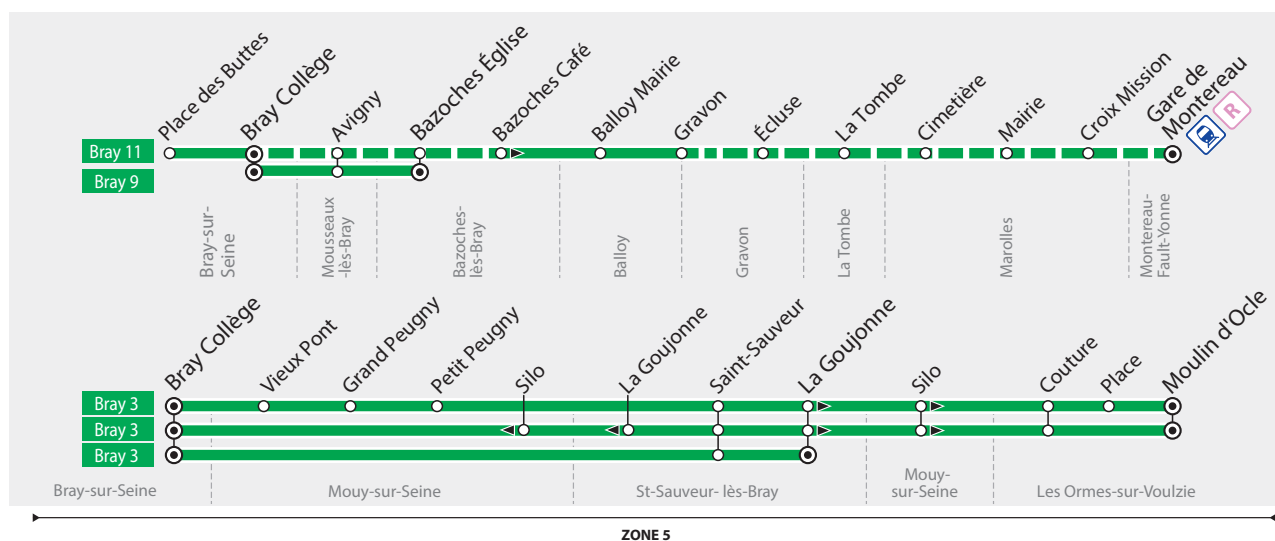 Place des Buttes
Bray Collège
Avigny
Bazoches Église
Bazoches Café
Balloy Mairie
Gravon
Écluse
La Tombe
Cimetière
Mairie
Croix Mission
Gare de
Montereau
R
Bray 11
Bray 9
Bray-sur-
Seine
Mousseaux
-lès-Bray
Bazoches-
lès-Bray
Balloy
Gravon
La Tombe
Marolles
Montereau-
Fault-Yonne
Bray Collège
Vieux Pont
Grand Peugny
Petit Peugny
Silo
La Goujonne
Saint-Sauveur
La Goujonne
Silo
Couture
Place
Moulin d'Ocle
Bray 3
Bray 3
Bray 3
Bray-sur-Seine
Mouy-sur-Seine
St-Sauveur- lès-Bray
Mouy-
sur-Seine
Les Ormes-sur-Voulzie
ZONE 5